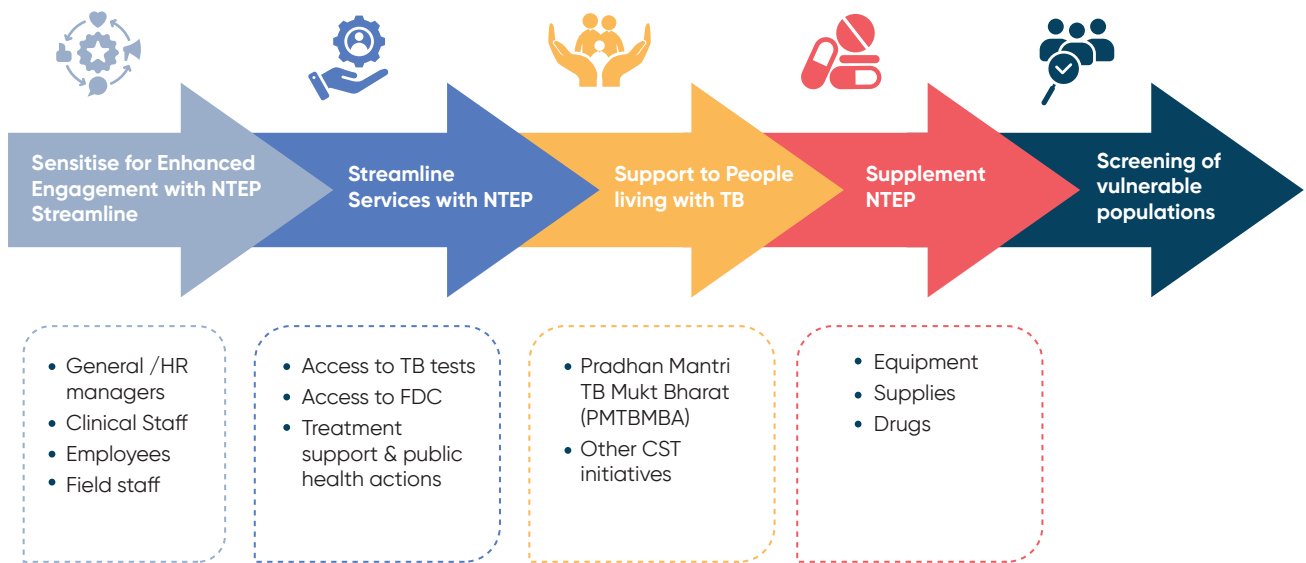 Sensitise for Enhanced
Engagement with NTEP
Streamline
Streamline
Services with NTEP
Support to People
living with TB
Supplement
NTEP
Screening of
vulnerable
populations
• General /HR
managers
• Clinical Staff
• Employees
• Field staff
• Access to TB tests
• Access to FDC
• Treatment
support & public
health actions
• Pradhan Mantri
TB Mukt Bharat
(PMTBMBA)
• Other CST
initiatives
• Equipment
• Supplies
• Drugs